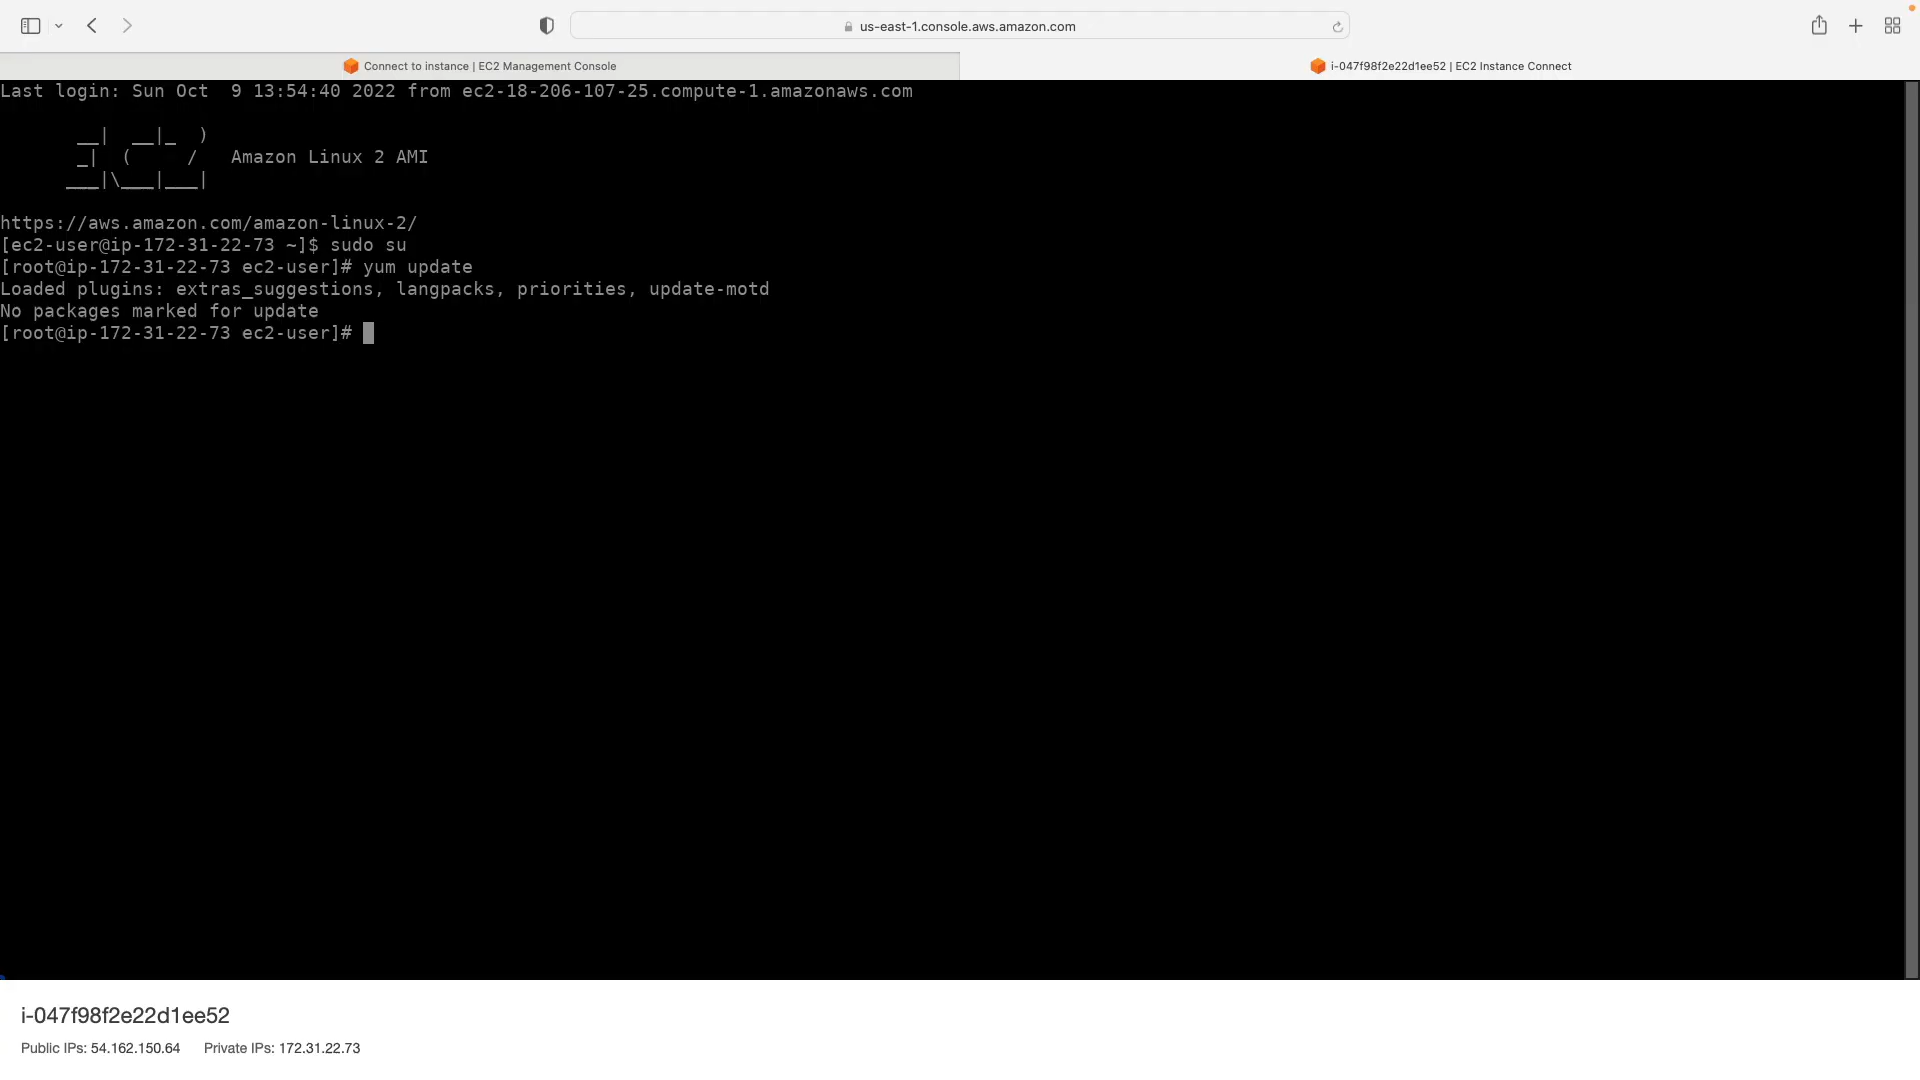 us-east-1.console.aws.amazon.com
Connect to instance | EC2 Management Console
i-047f98f2e22d1ee52 | EC2 Instance Connect
Last login: Sun Oct  9 13:54:40 2022 from ec2-18-206-107-25.compute-1.amazonaws.com
       __|  __|_  )
       _|  (     /   Amazon Linux 2 AMI
      ___|\___|___|
https://aws.amazon.com/amazon-linux-2/
[ec2-user@ip-172-31-22-73 ~]$ sudo su
[root@ip-172-31-22-73 ec2-user]# yum update
Loaded plugins: extras_suggestions, langpacks, priorities, update-motd
No packages marked for update
[root@ip-172-31-22-73 ec2-user]#
i-047f98f2e22d1ee52
Public IPs: 54.162.150.64 Private IPs: 172.31.22.73